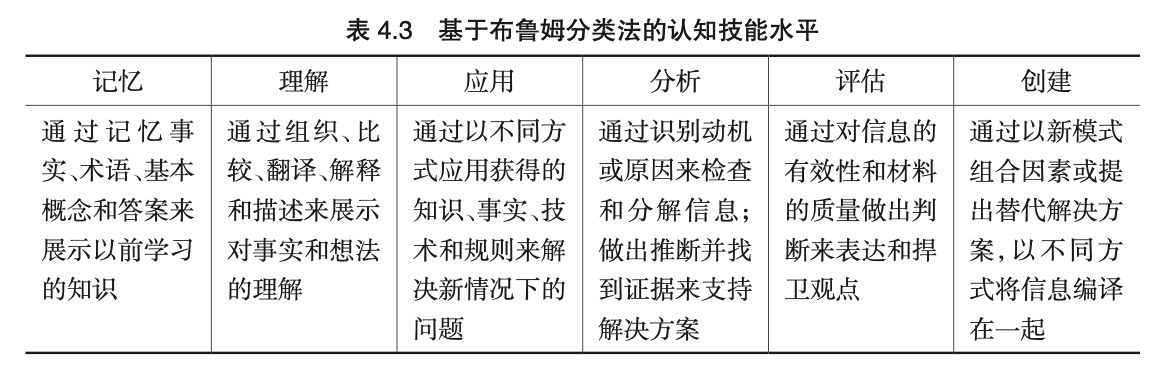 表 4.3 基于布鲁姆分类法的认知技能水平
记忆
理解
应用
分析
评估
创建
通过记忆事
实、术语、基本
概念和答案来
展示以前学习
的知识
通过组织、比
较、翻译、解释
和描述来展示
对事实和想法
的理解
通过以不同方
式应用获得的
知识、事实、技
术和规则来解
决新情况下的
问题
通过识别动机
或原因来检查
和分解信息;
做出推断并找
到证据来支持
解决方案
通过对信息的
有效性和材料
的质量做出判
断来表达和捍
卫观点
通过以新模式
组合因素或提
出替代解决方
案,以不同方
式将信息编译
在一起